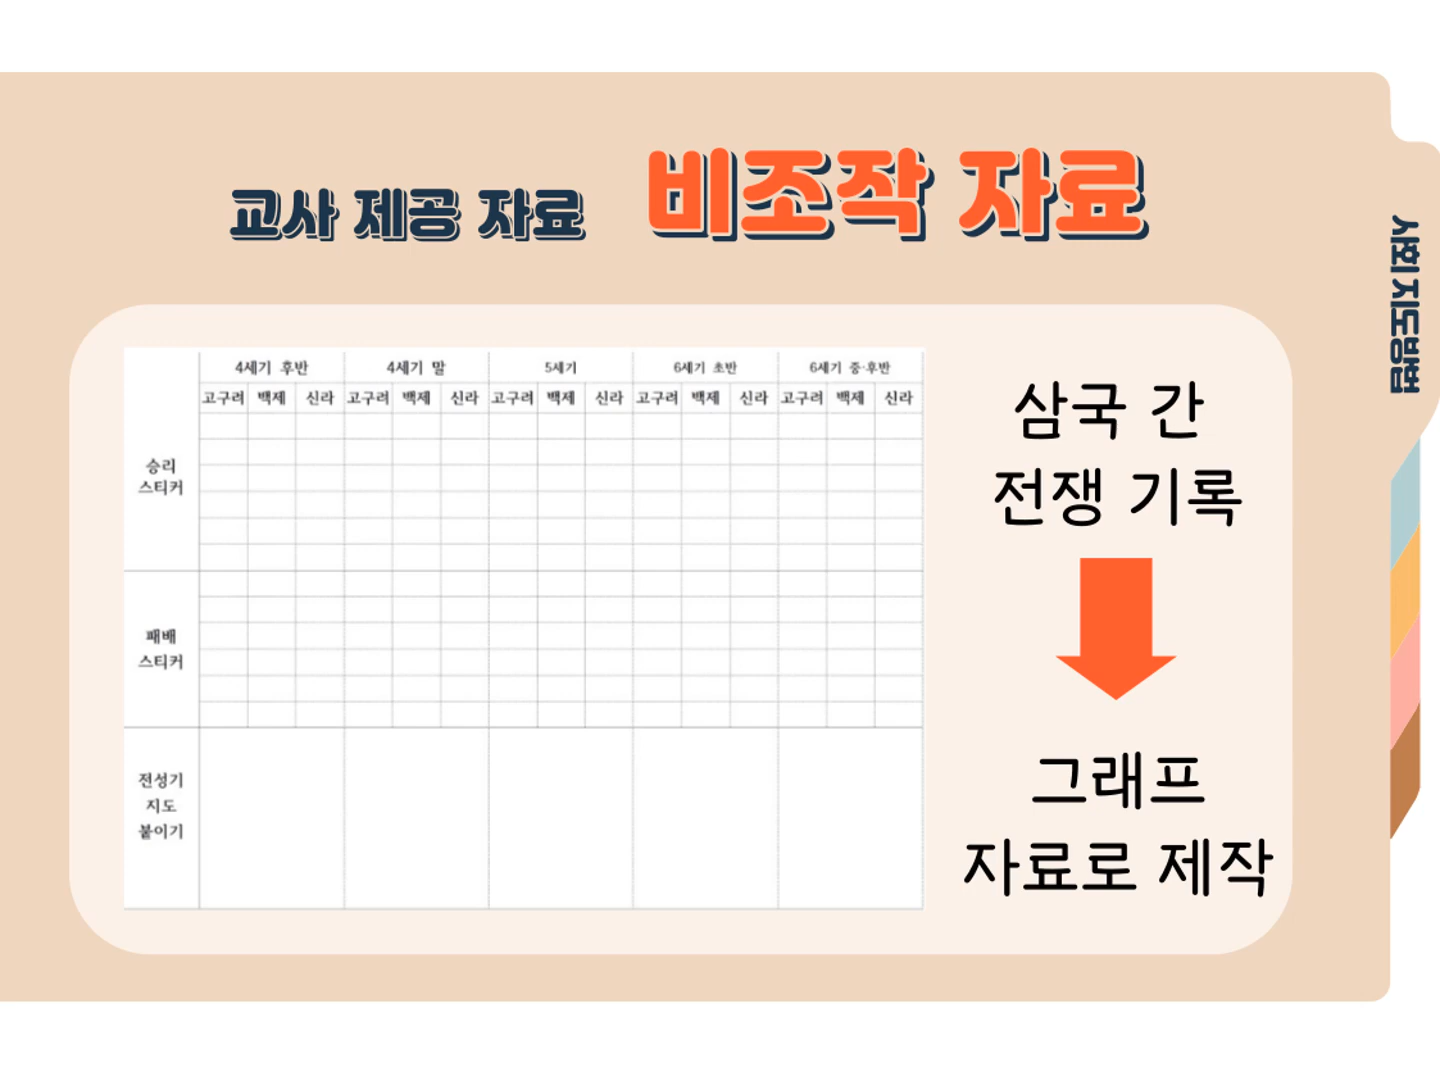 교사 제공 자료 비조작 자료
사회 지도방법
4세기 후반 4세기 말 5세기 6세기 초반 6세기 중·후반
고구려 백제 신라 고구려 백제 신라 고구려 백제 신라 고구려 백제 신라 고구려 백제 신라
승리
스티커
패배
스티커
전성기
지도
붙이기
삼국 간
전쟁 기록
그래프
자료로 제작